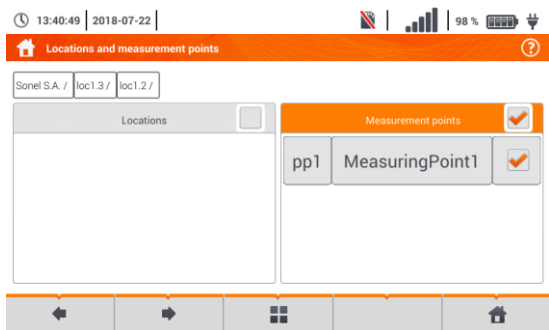 13:40:49 2018-07-22 98 %
Locations and measurement points ?
Sonel S.A. / loc1.3 / loc1.2 /
Locations Measurement points
pp1 MeasuringPoint1